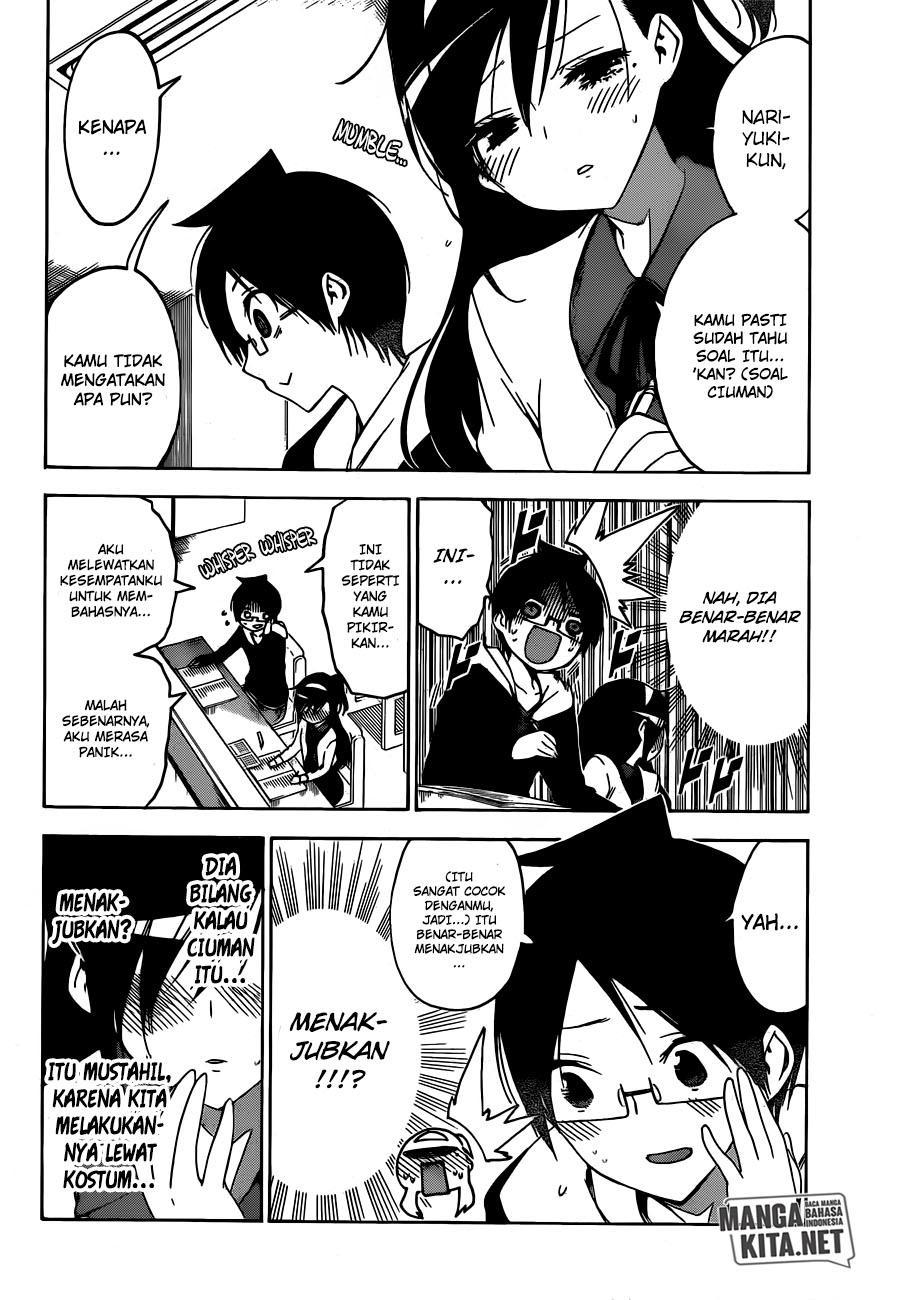 NARI-
YUKI-
KUN,
KAMU PASTI
SUDAH TAHU
SOAL ITU...
'KAN? (SOAL
CIUMAN)
MUMBLE...
KENAPA
...
KAMU TIDAK
MENGATAKAN
APA PUN?
NAH, DIA
BENAR-BENAR
MARAH!!
INI-
...
INI
TIDAK
SEPERTI
YANG
KAMU
PIKIR-
KAN...
WHISPER WHISPER
AKU
MELEWATKAN
KESEMPATANKU
UNTUK MEM-
BAHASNYA...
MALAH
SEBENARNYA,
AKU MERASA
PANIK...
YAH...
(ITU
SANGAT COCOK
DENGANMU,
JADI...) ITU
BENAR-BENAR
MENAKJUBKAN
...
MENAK-
JUBKAN
!!!?
DIA
BILANG
KALAU
CIUMAN
ITU...
MENAK-
JUBKAN?
ITU MUSTAHIL,
KARENA KITA
MELAKUKAN-
NYA LEWAT
KOSTUM...
MANGA
KITA.NET
BACA MANGA
BAHASA
INDONESIA